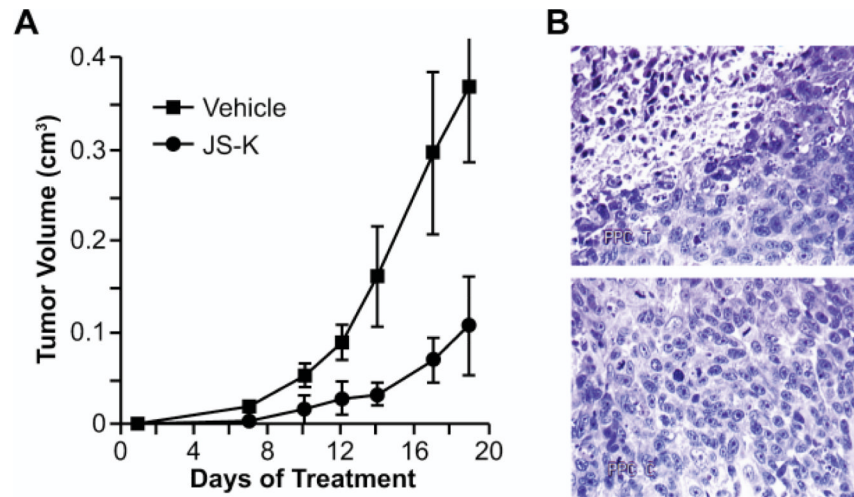 A
B
0.4
0.3
0.2
0.1
0
Tumor Volume (cm³)
Vehicle
JS-K
0 4 8 12 16 20
Days of Treatment
PPC T
PPC C